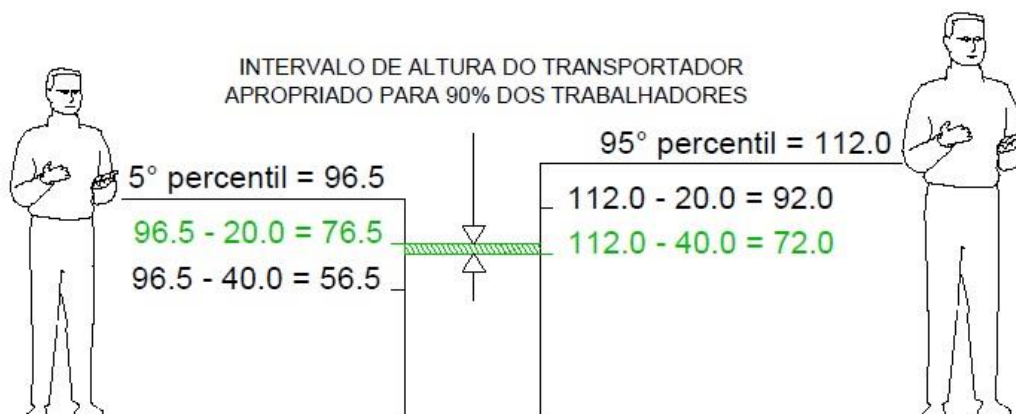 INTERVALO DE ALTURA DO TRANSPORTADOR
APROPRIADO PARA 90% DOS TRABALHADORES
5° percentil = 96.5
96.5 - 20.0 = 76.5
96.5 - 40.0 = 56.5
95° percentil = 112.0
112.0 - 20.0 = 92.0
112.0 - 40.0 = 72.0